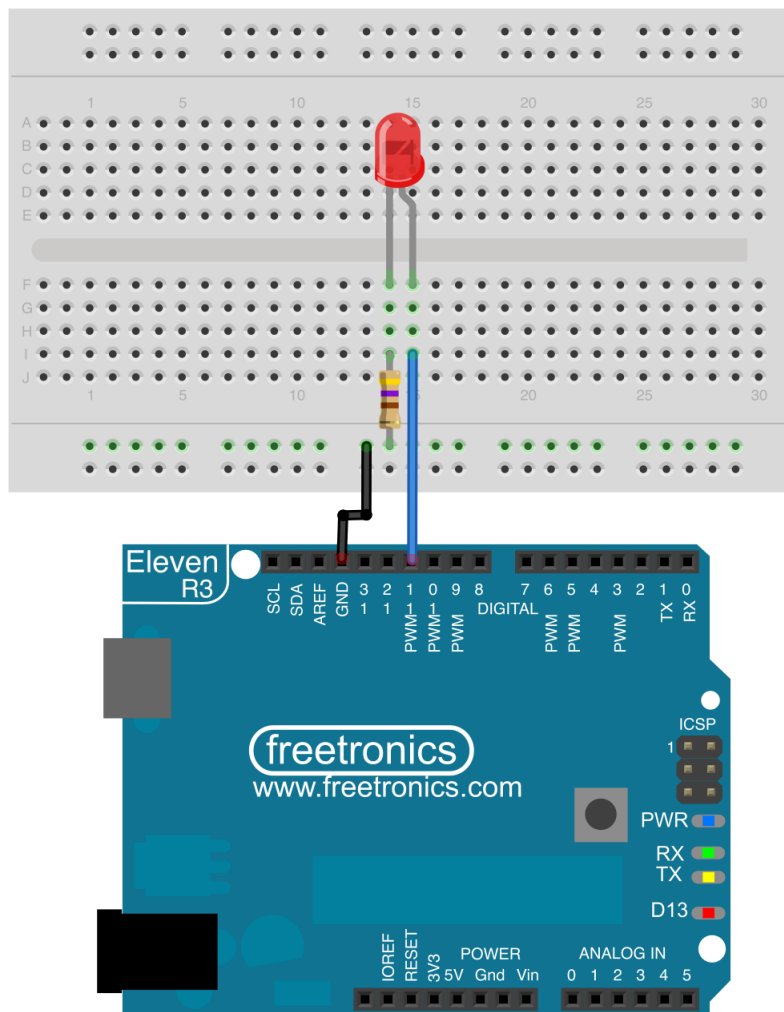 1 5 10 15 20 25 30
A
B
C
D
E
F
G
H
I
J
1 5 10 15 20 25 30
Eleven
R3
SCL
SDA
AREF
GND
13
12
PWM 11
PWM 10
PWM 9
8
DIGITAL
7
PWM 6
PWM 5
4
PWM 3
2
TX 1
RX 0
ICSP
1
freetronics
www.freetronics.com
PWR
RX
TX
D13
IOREF
RESET
3V3
POWER
5V Gnd Vin
ANALOG IN
0 1 2 3 4 5